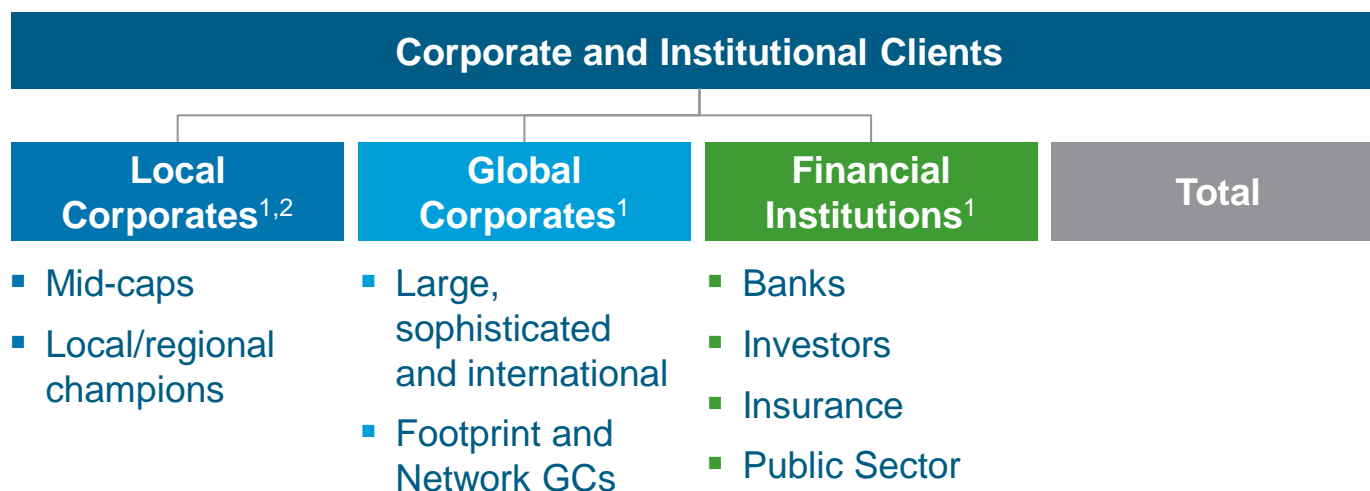 Corporate and Institutional Clients
Local
Corporates1,2
Global
Corporates1
Financial
Institutions1
Total
Mid-caps
Local/regional
champions
Large,
sophisticated
and international
Footprint and
Network GCs
Banks
Investors
Insurance
Public Sector